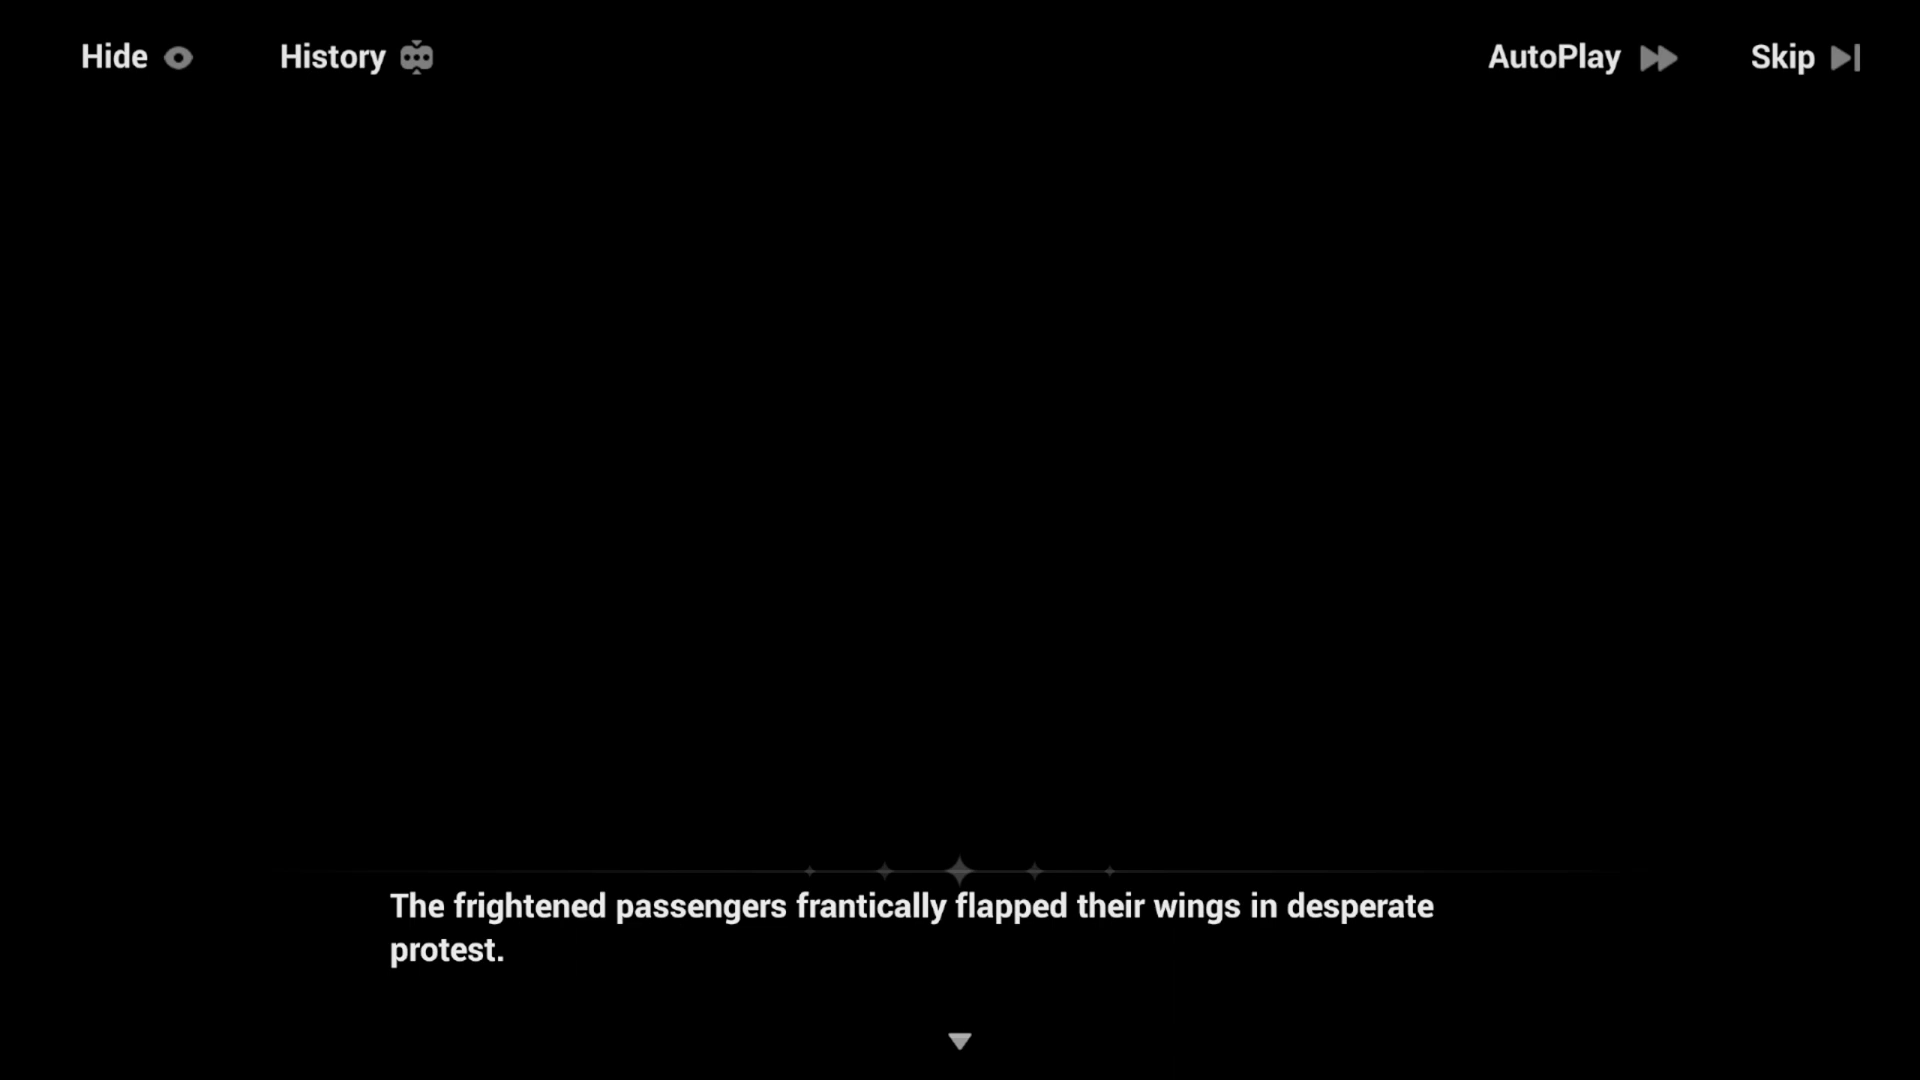 Hide
History
AutoPlay
Skip
The frightened passengers frantically flapped their wings in desperate
protest.